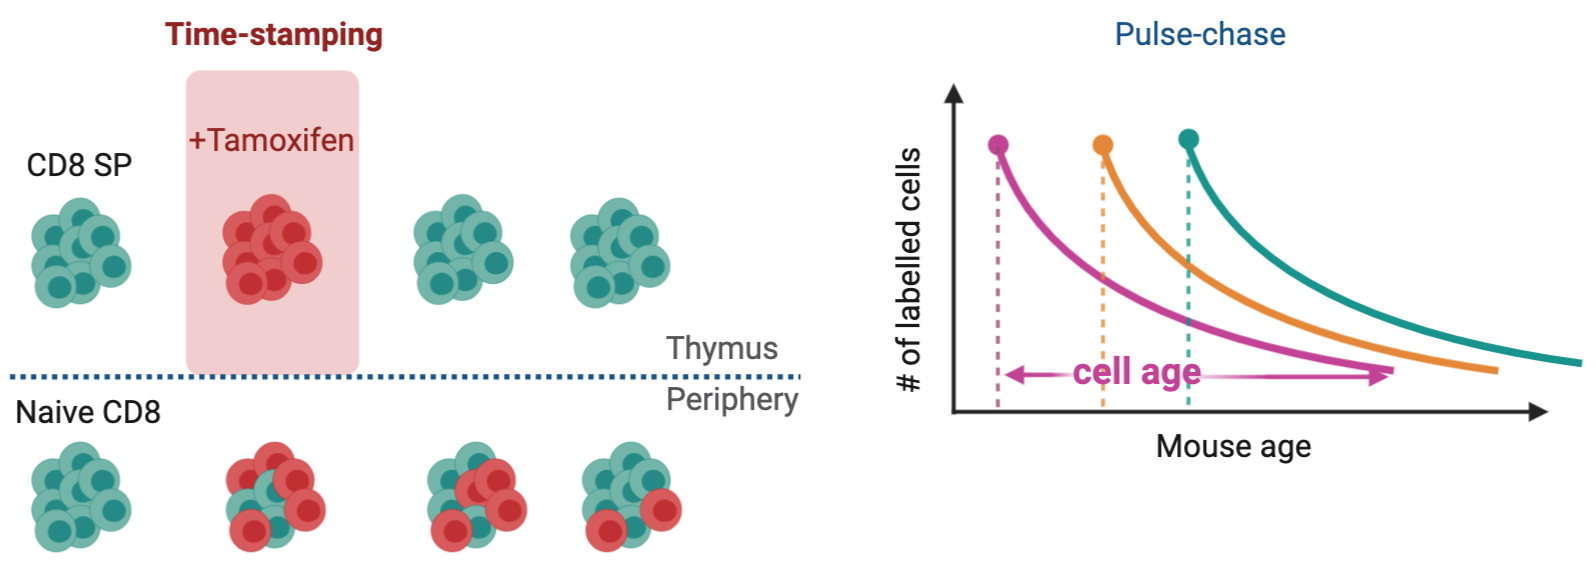 Time-stamping
+Tamoxifen
CD8 SP
Thymus
Periphery
Naive CD8
Pulse-chase
# of labelled cells
cell age
Mouse age